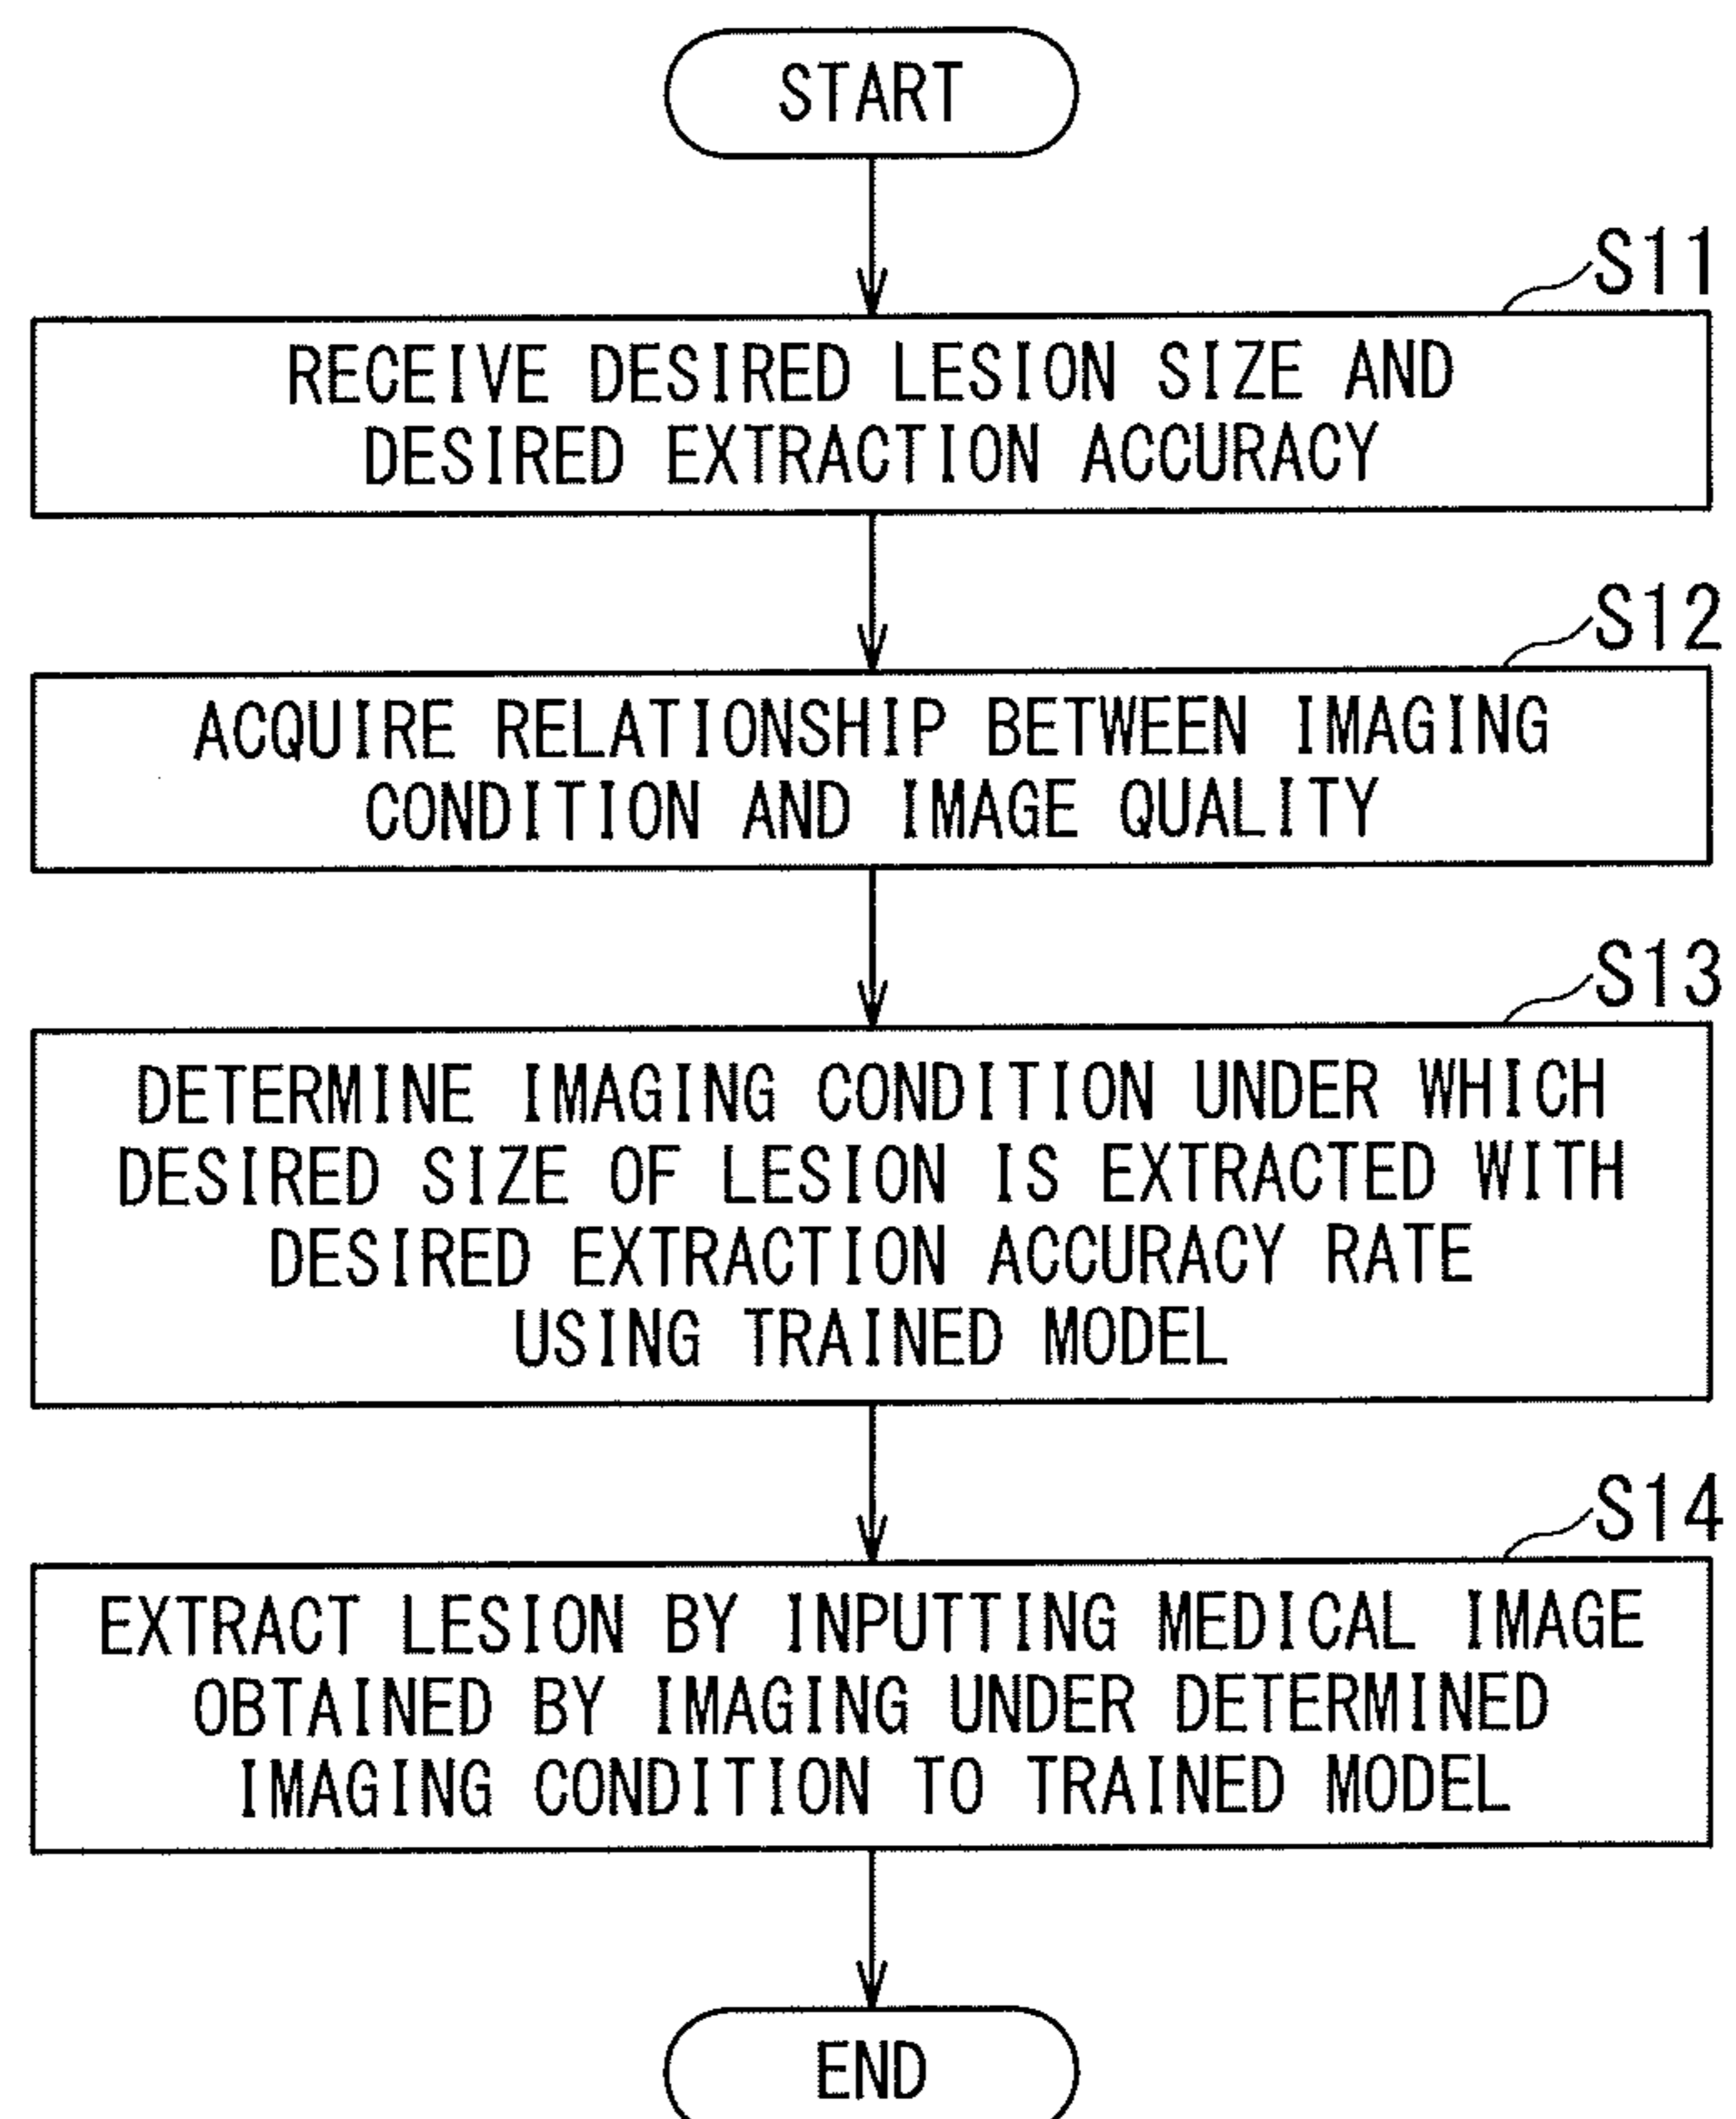 START
S11
RECEIVE DESIRED LESION SIZE AND
DESIRED EXTRACTION ACCURACY
S12
ACQUIRE RELATIONSHIP BETWEEN IMAGING
CONDITION AND IMAGE QUALITY
S13
DETERMINE IMAGING CONDITION UNDER WHICH
DESIRED SIZE OF LESION IS EXTRACTED WITH
DESIRED EXTRACTION ACCURACY RATE
USING TRAINED MODEL
S14
EXTRACT LESION BY INPUTTING MEDICAL IMAGE
OBTAINED BY IMAGING UNDER DETERMINED
IMAGING CONDITION TO TRAINED MODEL
END